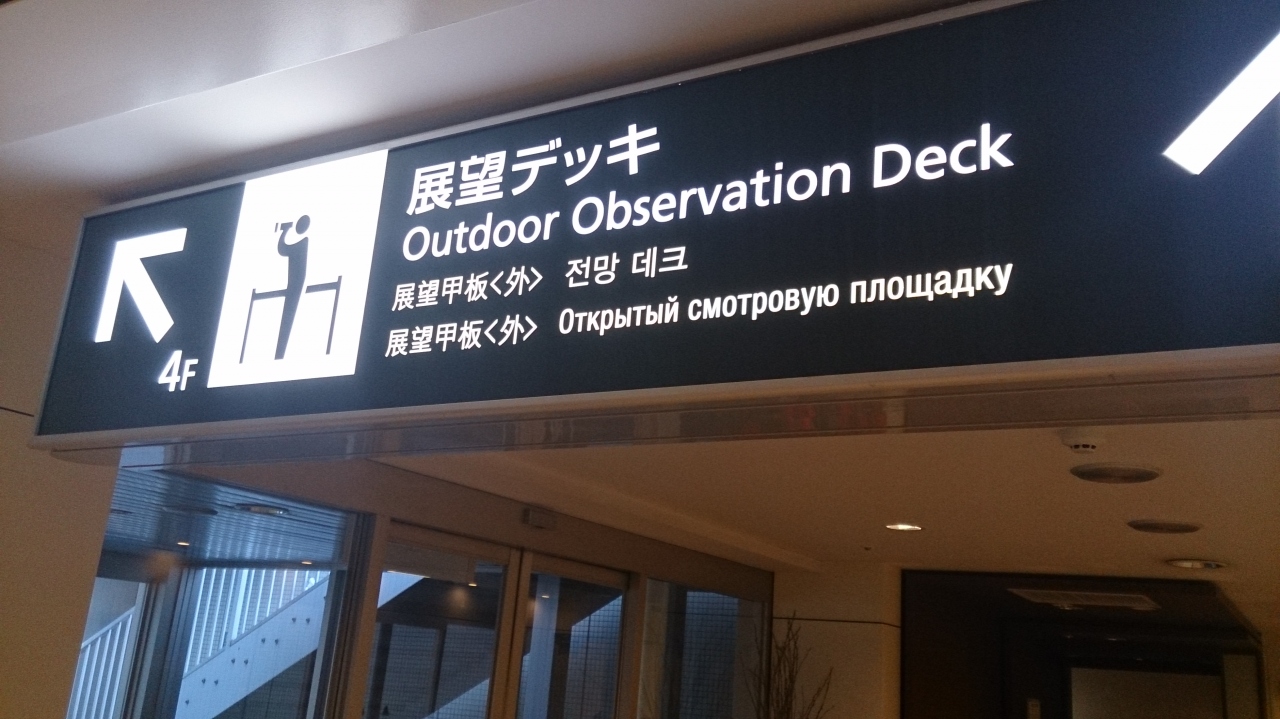 展望デッキ
Outdoor Observation Deck
展望甲板<外> 전망 데크
展望甲板<外> Открытый смотровую площадку
4F